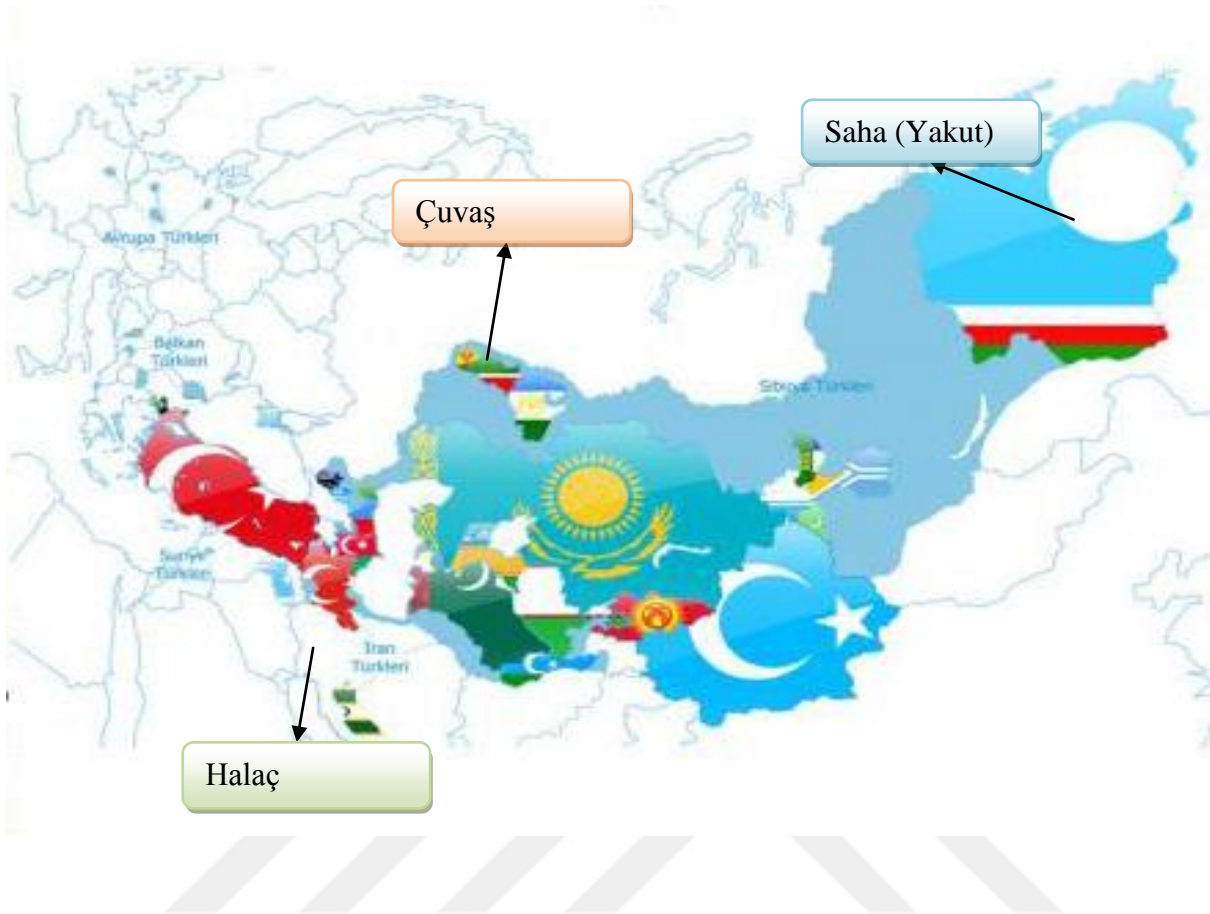 Saha (Yakut)
Çuvaş
Avrupa Türkleri
Balkan
Türkleri
Sibirya Türkleri
Suriye
Türkleri
İran
Türkleri
Halaç